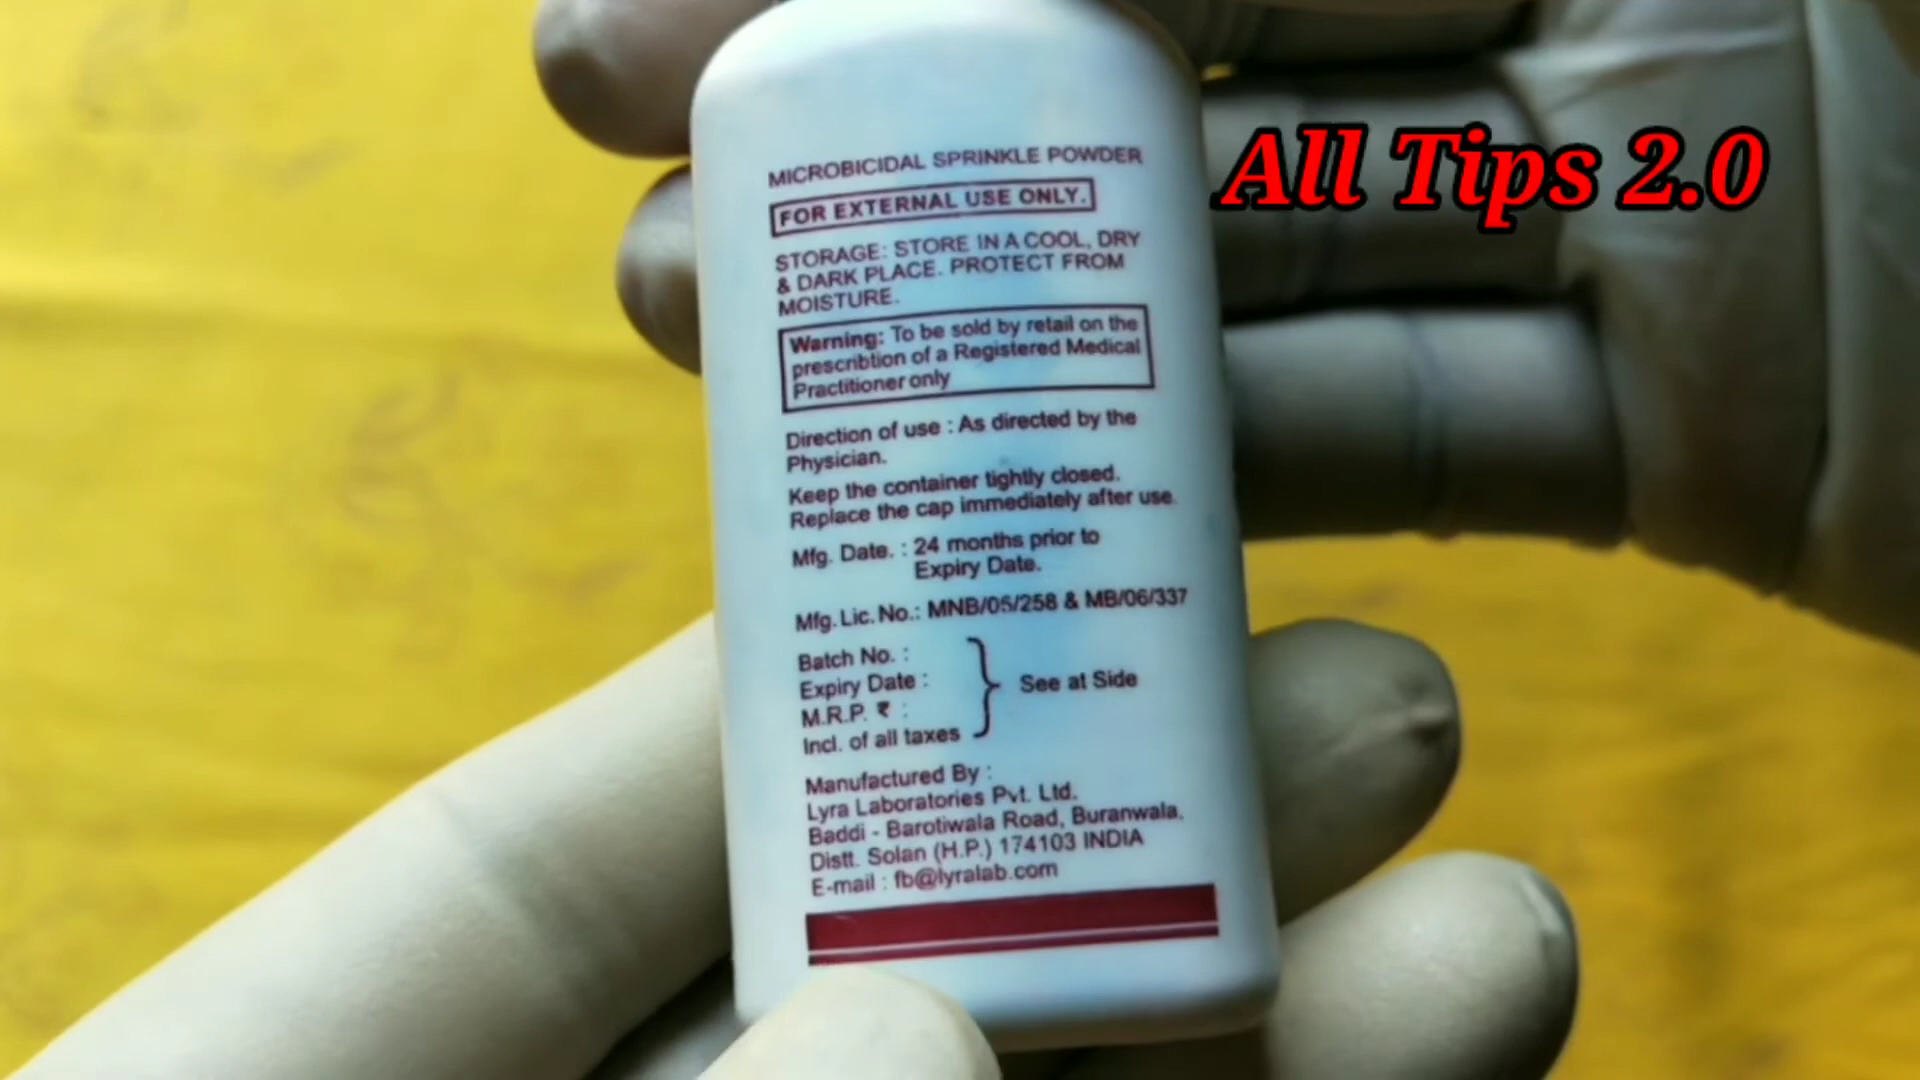 All Tips 2.0
MICROBICIDAL SPRINKLE POWDER
FOR EXTERNAL USE ONLY.
STORAGE: STORE IN A COOL, DRY
& DARK PLACE. PROTECT FROM
MOISTURE.
Warning: To be sold by retail on the
prescribtion of a Registered Medical
Practitioner only
Direction of use : As directed by the
Physician.
Keep the container tightly closed.
Replace the cap immediately after use.
Mfg. Date. : 24 months prior to
Expiry Date.
Mfg. Lic. No.: MNB/05/258 & MB/06/337
Batch No. :
Expiry Date :
M.R.P. ₹ :
Incl. of all taxes
See at Side
Manufactured By :
Lyra Laboratories Pvt. Ltd.
Baddi - Barotiwala Road, Buranwala.
Distt. Solan (H.P.) 174103 INDIA
E-mail : fb@lyralab.com